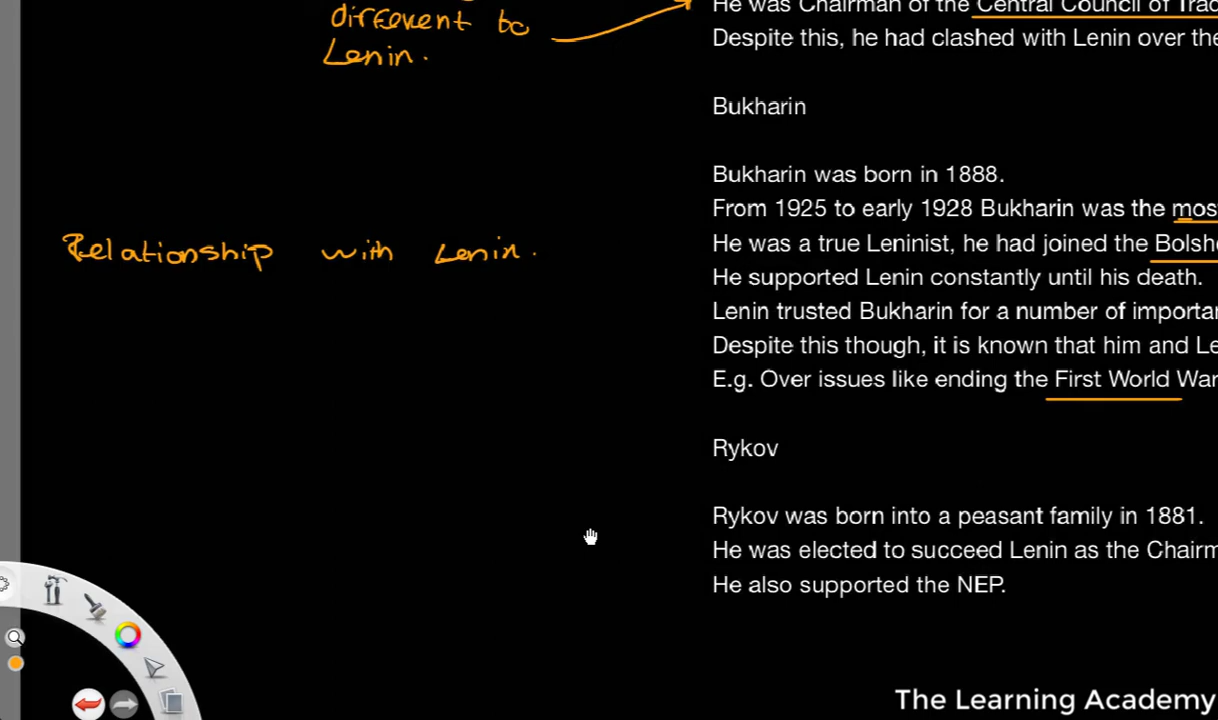 different to
Lenin.
He was Chairman of the Central Council of Trad
Despite this, he had clashed with Lenin over the
Bukharin
Bukharin was born in 1888.
From 1925 to early 1928 Bukharin was the mos
Relationship with Lenin.
He was a true Leninist, he had joined the Bolsh
He supported Lenin constantly until his death.
Lenin trusted Bukharin for a number of importa
Despite this though, it is known that him and Le
E.g. Over issues like ending the First World War
Rykov
Rykov was born into a peasant family in 1881.
He was elected to succeed Lenin as the Chairm
He also supported the NEP.
The Learning Academy